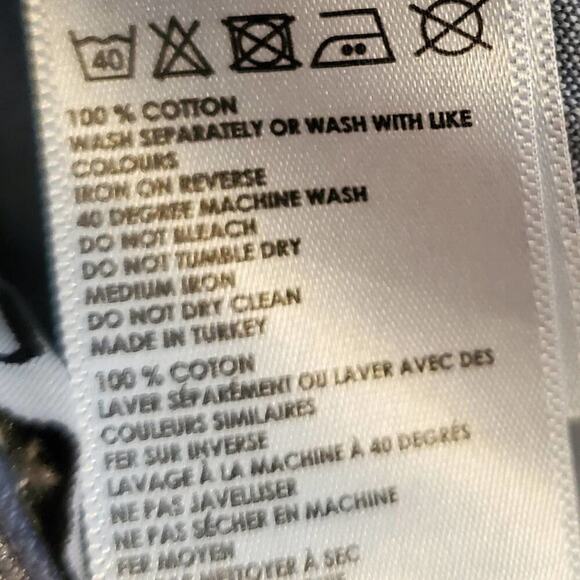 40
100 % COTTON
WASH SEPARATELY OR WASH WITH LIKE
COLOURS
IRON ON REVERSE
40 DEGREE MACHINE WASH
DO NOT BLEACH
DO NOT TUMBLE DRY
MEDIUM IRON
DO NOT DRY CLEAN
MADE IN TURKEY
100 % COTON
LAVER SÉPARÉMENT OU LAVER AVEC DES
COULEURS SIMILAIRES
FER SUR INVERSE
LAVAGE À LA MACHINE À 40 DEGRÉS
NE PAS JAVELLISER
NE PAS SÉCHER EN MACHINE
FER MOYEN
NETTOYER À SEC